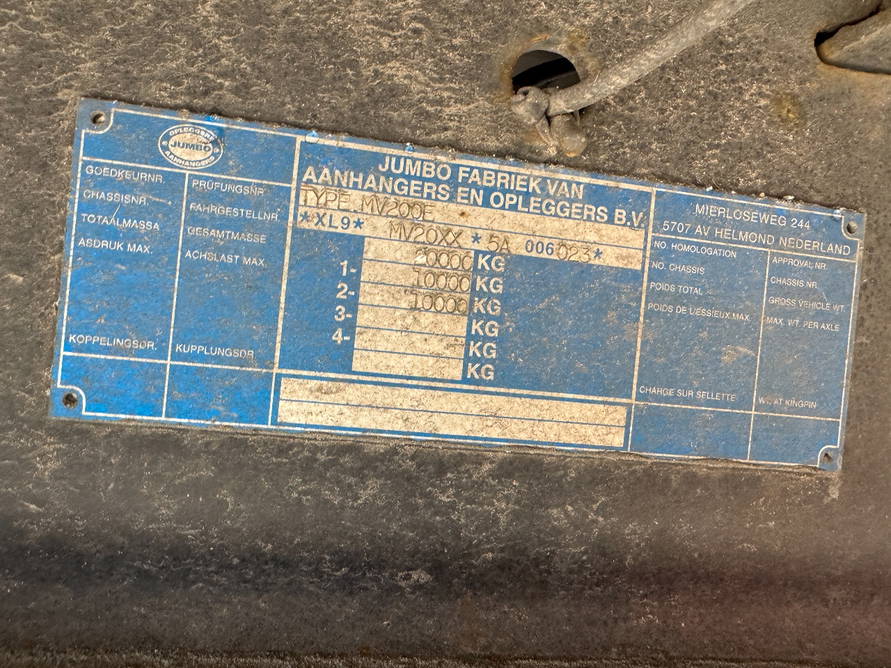 OPLEGGERS
JUMBO
AANHANGERS
JUMBO FABRIEK VAN
AANHANGERS EN OPLEGGERS B.V.
MIERLOSEWEG 244
5707 AV HELMOND NEDERLAND
GOEDKEURNR. PRÜFUNGSNR. TYPE MV200E NO. HOMOLOGATION APPROVAL NR.
CHASSISNR. FAHRGESTELLNR. *XL9* MV20XX *5A 006023* NO. CHASSIS CHASSIS NR.
TOTAALMASSA GESAMTMASSE KG POIDS TOTAL GROSS VEHICLE WT.
ASDRUK MAX. ACHSLAST MAX. 1- 10000 KG POIDS DE L'ESSIEUX MAX. MAX. WT. PER AXLE
2- 10000 KG
3- KG
4- KG
KOPPELINGSDR. KUPPLUNGSDR. KG CHARGE SUR SELLETTE WT. AT KINGPIN